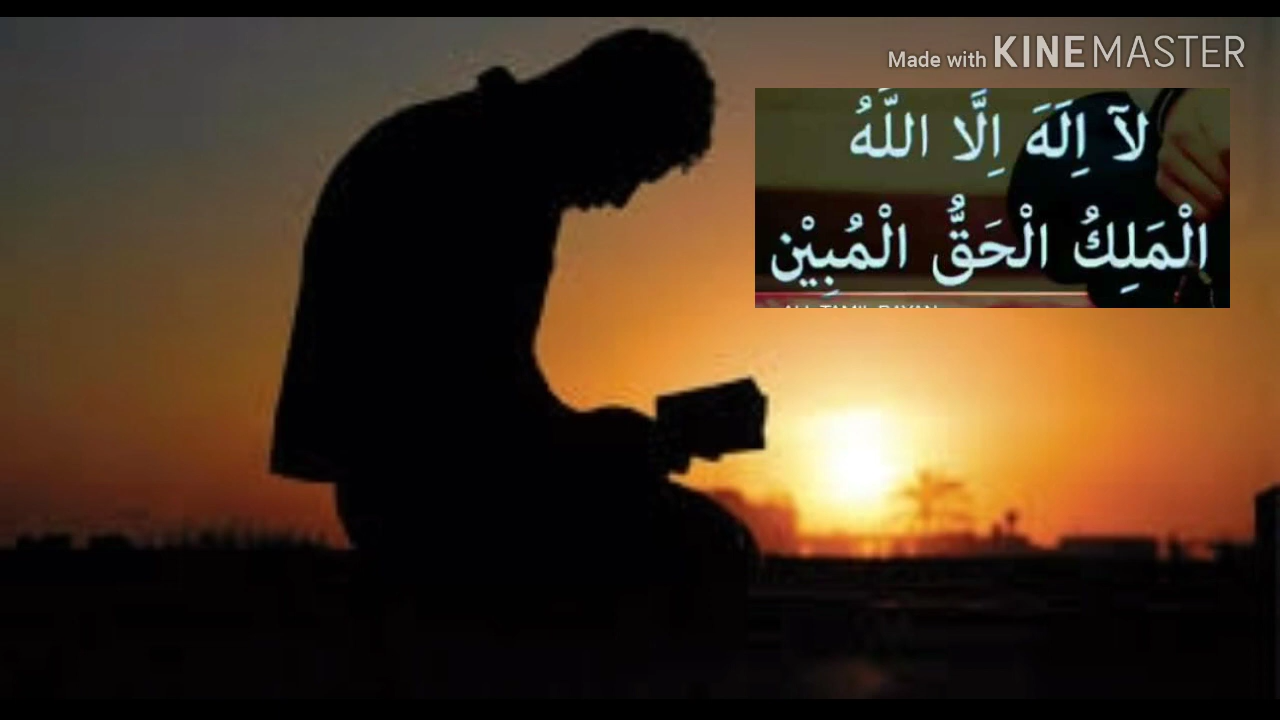 Made with KINEMASTER
لَآ اِلَهَ اِلَّا اللَّهُ
الْمَلِكُ الْحَقُّ الْمُبِيْن